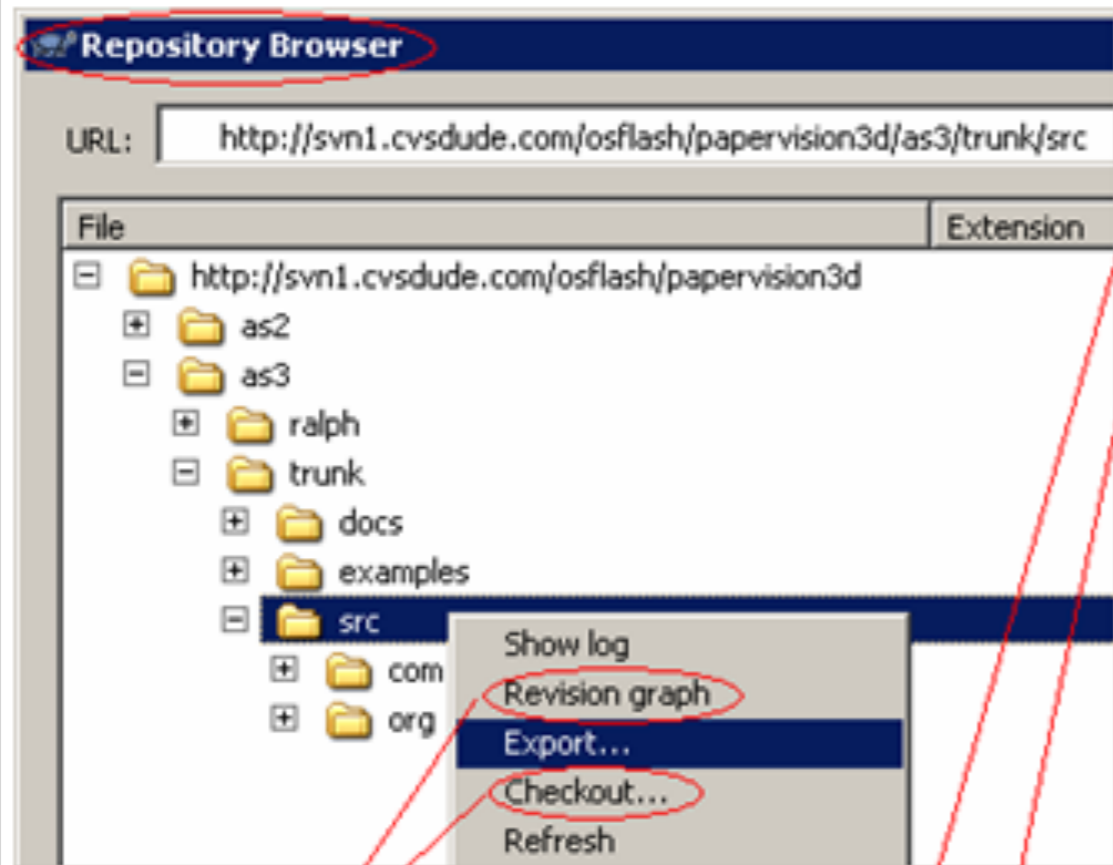 Repository Browser
URL: http://svn1.cvsdude.com/osflash/papervision3d/as3/trunk/src
File Extension
http://svn1.cvsdude.com/osflash/papervision3d
as2
as3
ralph
trunk
docs
examples
src
Show log
com
Revision graph
org
Export...
Checkout...
Refresh